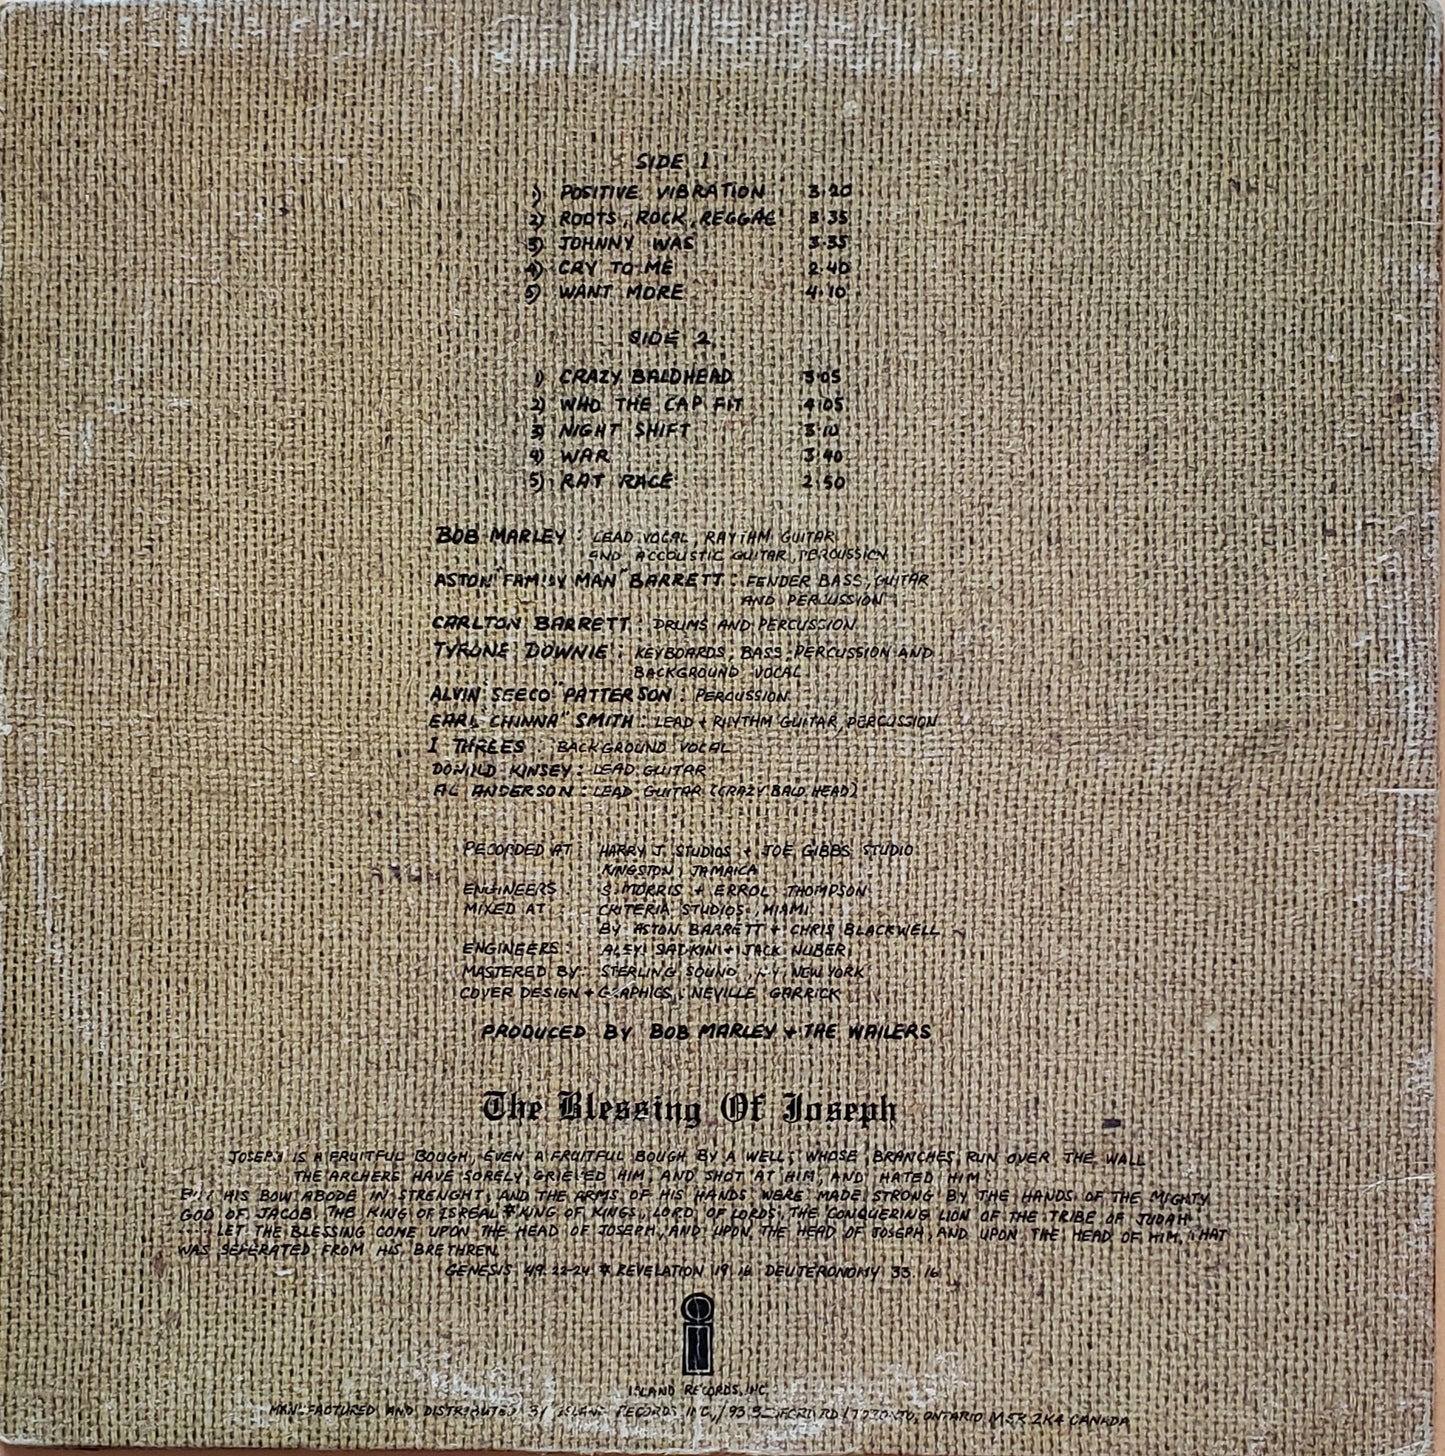 SIDE 1
1) POSITIVE VIBRATION 3·20
2) ROOTS, ROCK, REGGAE 3·35
3) JOHNNY WAS 3·35
4) CRY TO ME 2·40
5) WANT MORE 4·10
SIDE 2
1) CRAZY BALDHEAD 3·05
2) WHO THE CAP FIT 4·05
3) NIGHT SHIFT 3·10
4) WAR 3·40
5) RAT RACE 2·50
BOB MARLEY : LEAD VOCAL, RHYTHM GUITAR
AND ACCOUSTIC GUITAR, PERCUSSION
ASTON "FAMILY MAN" BARRETT : FENDER BASS, GUITAR
AND PERCUSSION
CARLTON BARRETT : DRUMS AND PERCUSSION
TYRONE DOWNIE : KEYBOARDS, BASS, PERCUSSION AND
BACKGROUND VOCAL
ALVIN "SEECO" PATTERSON : PERCUSSION
EARL "CHINNA" SMITH : LEAD + RHYTHM GUITAR, PERCUSSION
I THREES : BACKGROUND VOCAL
DONALD KINSEY : LEAD GUITAR
AL ANDERSON : LEAD GUITAR (CRAZY BALD HEAD)
RECORDED AT : HARRY J. STUDIOS + JOE GIBBS STUDIO
KINGSTON, JAMAICA
ENGINEERS : S. MORRIS + ERROL THOMPSON
MIXED AT : CRITERIA STUDIOS, MIAMI
BY ASTON BARRETT + CHRIS BLACKWELL
ENGINEERS : ALEX SADKIN + JACK NUBER
MASTERED BY : STERLING SOUND, N.Y. NEW YORK
COVER DESIGN + GRAPHICS : NEVILLE GARRICK
PRODUCED BY BOB MARLEY + THE WAILERS
The Blessing Of Joseph
JOSEPH IS A FRUITFUL BOUGH, EVEN A FRUITFUL BOUGH BY A WELL; WHOSE BRANCHES RUN OVER THE WALL
THE ARCHERS HAVE SORELY GRIEVED HIM, AND SHOT AT HIM, AND HATED HIM :
BUT HIS BOW ABODE IN STRENGHT, AND THE ARMS OF HIS HANDS WERE MADE STRONG BY THE HANDS OF THE MIGHTY
GOD OF JACOB, THE KING OF ISREAL * KING OF KINGS, LORD OF LORDS, THE CONQUERING LION OF THE TRIBE OF JUDAH
LET THE BLESSING COME UPON THE HEAD OF JOSEPH, AND UPON THE HEAD OF JOSEPH, AND UPON THE HEAD OF HIM, THAT
WAS SEPERATED FROM HIS BRETHREN.
GENESIS 49. 22-24 * REVELATION 19. 16 DEUTERONOMY 33. 16
ISLAND RECORDS, INC.
MANUFACTURED AND DISTRIBUTED BY ISLAND RECORDS INC., / RD / TORONTO, ONTARIO M5R 2K4 CANADA